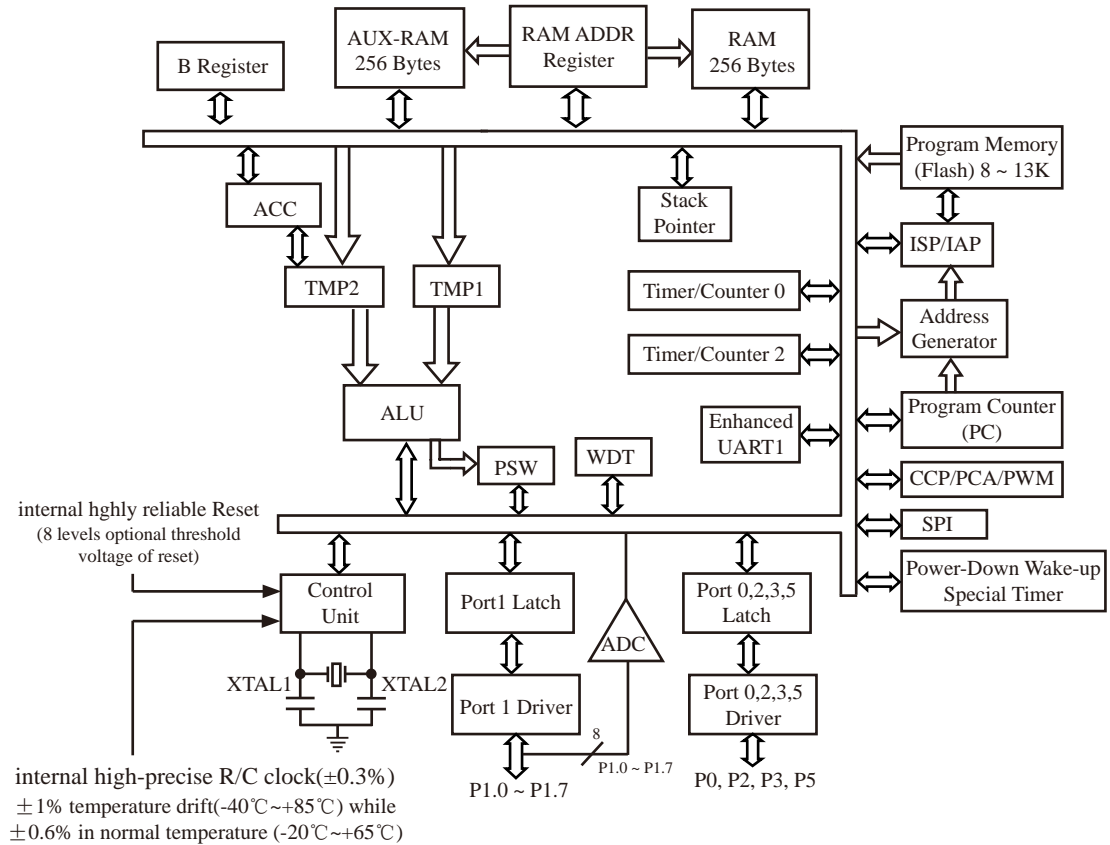 B Register
AUX-RAM
256 Bytes
RAM ADDR
Register
RAM
256 Bytes
Program Memory
(Flash) 8 ~ 13K
ACC
Stack
Pointer
ISP/IAP
TMP2
TMP1
Timer/Counter 0
Address
Generator
Timer/Counter 2
ALU
Enhanced
UART1
Program Counter
(PC)
PSW
WDT
CCP/PCA/PWM
internal hghly reliable Reset
(8 levels optional threshold
voltage of reset)
SPI
Control
Unit
Port1 Latch
ADC
Port 0,2,3,5
Latch
Power-Down Wake-up
Special Timer
XTAL1
XTAL2
Port 1 Driver
Port 0,2,3,5
Driver
8
P1.0 ~ P1.7
P1.0 ~ P1.7
P0, P2, P3, P5
internal high-precise R/C clock(±0.3%)
±1% temperature drift(-40℃~+85℃) while
±0.6% in normal temperature (-20℃~+65℃)